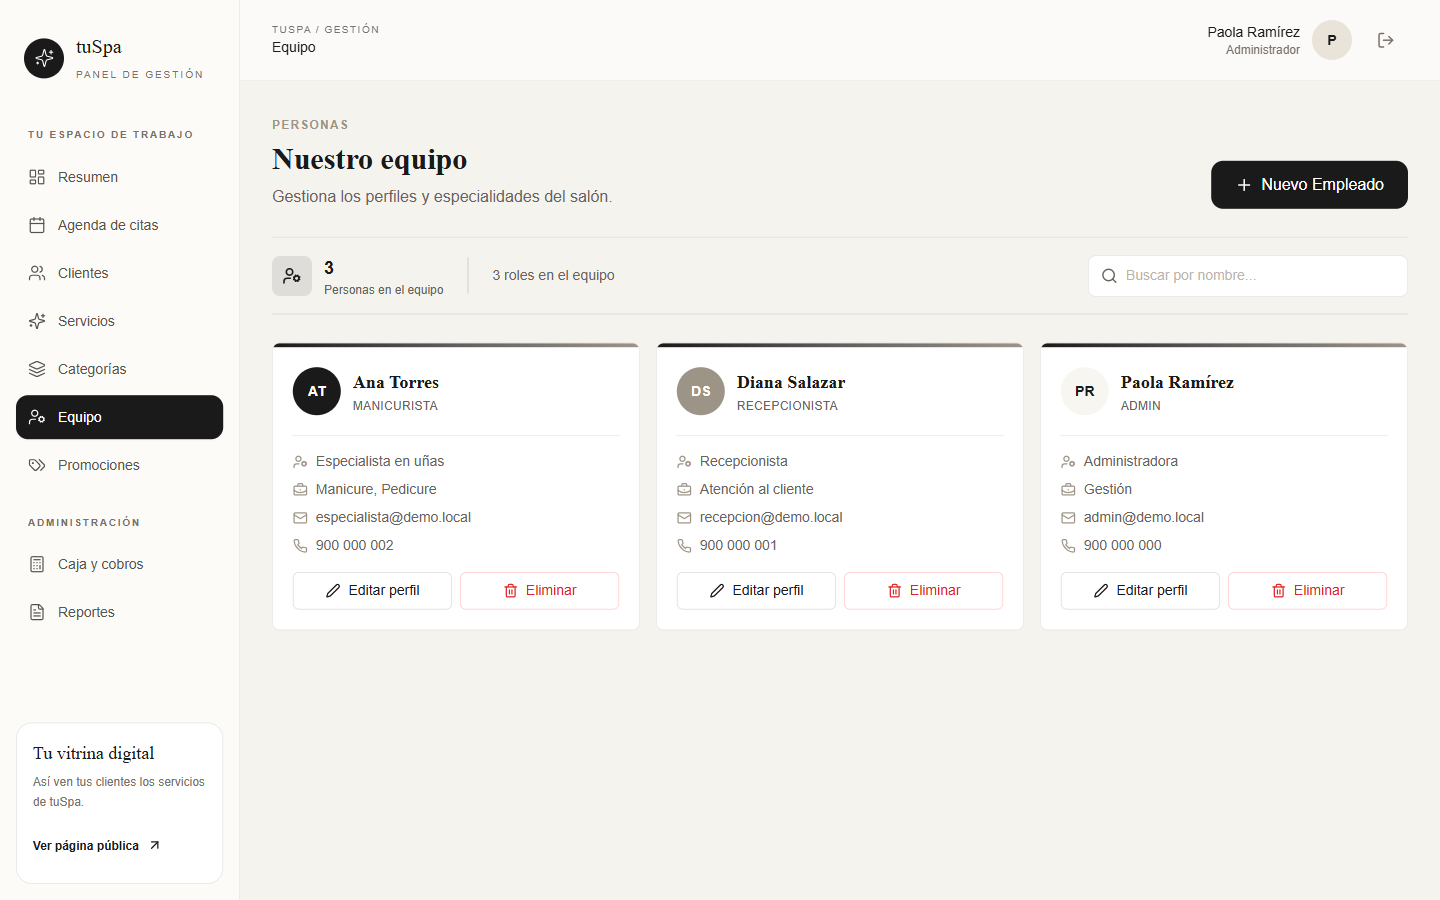 tuSpa
PANEL DE GESTIÓN
TU ESPACIO DE TRABAJO
Resumen
Agenda de citas
Clientes
Servicios
Categorías
Equipo
Promociones
ADMINISTRACIÓN
Caja y cobros
Reportes
Tu vitrina digital
Así ven tus clientes los servicios
de tuSpa.
Ver página pública
TUSPA / GESTIÓN
Equipo
Paola Ramírez
Administrador
P
PERSONAS
Nuestro equipo
Gestiona los perfiles y especialidades del salón.
Nuevo Empleado
3
Personas en el equipo
3 roles en el equipo
Buscar por nombre...
AT
Ana Torres
MANICURISTA
Especialista en uñas
Manicure, Pedicure
especialista@demo.local
900 000 002
Editar perfil
Eliminar
DS
Diana Salazar
RECEPCIONISTA
Recepcionista
Atención al cliente
recepcion@demo.local
900 000 001
Editar perfil
Eliminar
PR
Paola Ramírez
ADMIN
Administradora
Gestión
admin@demo.local
900 000 000
Editar perfil
Eliminar